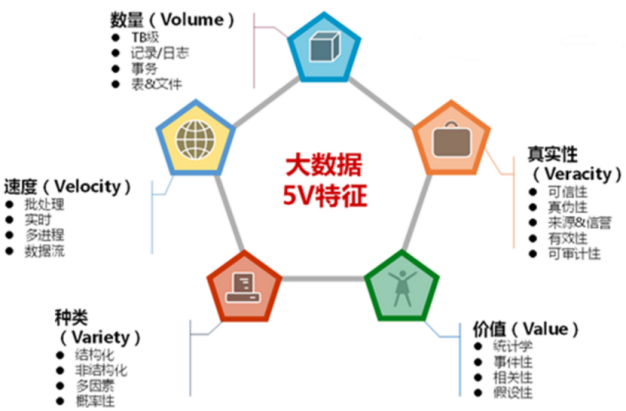 数量（Volume）
TB级
记录/日志
事务
表&文件
大数据
5V特征
真实性
（Veracity）
可信性
真伪性
来源&信誉
有效性
可审计性
速度（Velocity）
批处理
实时
多进程
数据流
种类
（Variety）
结构化
非结构化
多因素
概率性
价值（Value）
统计学
事件性
相关性
假设性